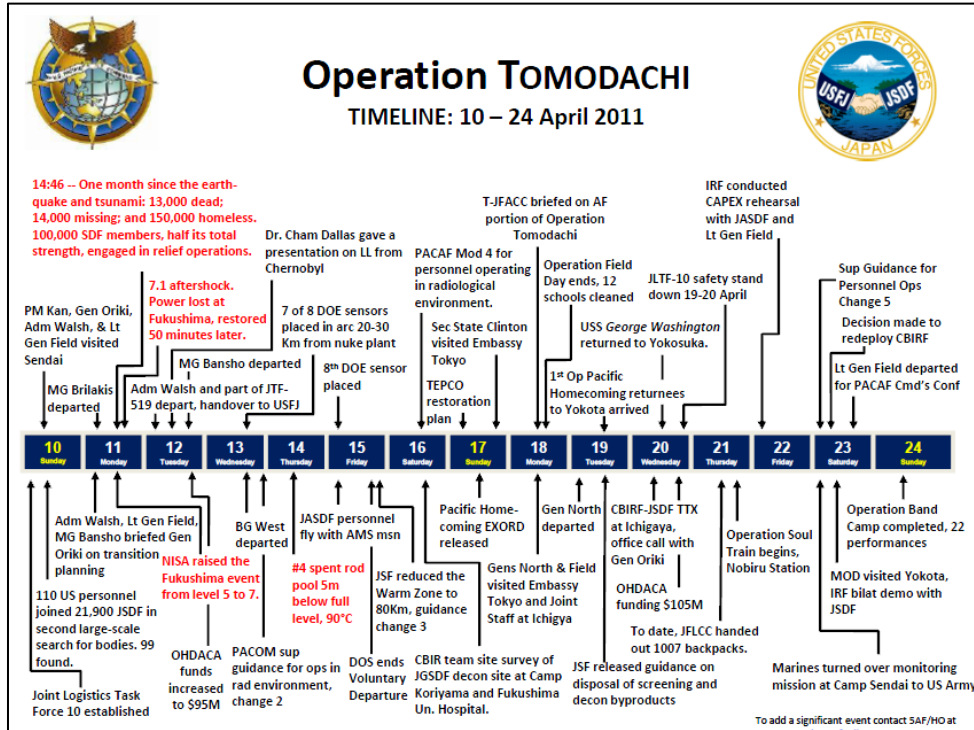 Operation TOMODACHI
TIMELINE: 10 – 24 April 2011
UNITED STATES FORCES
USFJ
JSDF
JAPAN
14:46 -- One month since the earth-
quake and tsunami: 13,000 dead;
14,000 missing; and 150,000 homeless.
100,000 SDF members, half its total
strength, engaged in relief operations.
PM Kan, Gen Oriki,
Adm Walsh, & Lt
Gen Field visited
Sendai
MG Brilakis
departed
7.1 aftershock.
Power lost at
Fukushima, restored
50 minutes later.
MG Bansho departed
Adm Walsh and part of JTF-
519 depart, handover to USFJ
Dr. Cham Dallas gave a
presentation on LL from
Chernobyl
7 of 8 DOE sensors
placed in arc 20-30
Km from nuke plant
8th DOE sensor
placed
PACAF Mod 4 for
personnel operating
in radiological
environment.
Sec State Clinton
visited Embassy
Tokyo
TEPCO
restoration
plan
T-JFACC briefed on AF
portion of Operation
Tomodachi
Operation Field
Day ends, 12
schools cleaned
USS George Washington
returned to Yokosuka.
1st Op Pacific
Homecoming returnees
to Yokota arrived
IRF conducted
CAPEX rehearsal
with JASDF and
Lt Gen Field
JLTF-10 safety stand
down 19-20 April
Sup Guidance for
Personnel Ops
Change 5
Decision made to
redeploy CBIRF
Lt Gen Field departed
for PACAF Cmd's Conf
10
Sunday
11
Monday
12
Tuesday
13
Wednesday
14
Thursday
15
Friday
16
Saturday
17
Sunday
18
Monday
19
Tuesday
20
Wednesday
21
Thursday
22
Friday
23
Saturday
24
Sunday
Adm Walsh, Lt Gen Field,
MG Bansho briefed Gen
Oriki on transition
planning
110 US personnel
joined 21,900 JSDF in
second large-scale
search for bodies. 99
found.
Joint Logistics Task
Force 10 established
NISA raised the
Fukushima event
from level 5 to 7.
OHDACA
funds
increased
to $95M
BG West
departed
PACOM sup
guidance for ops in
rad environment,
change 2
#4 spent rod
pool 5m
below full
level, 90°C
JASDF personnel
fly with AMS msn
JSF reduced the
Warm Zone to
80Km, guidance
change 3
DOS ends
Voluntary
Departure
CBIR team site survey of
JGSDF decon site at Camp
Koriyama and Fukushima
Un. Hospital.
Pacific Home-
coming EXORD
released
Gens North & Field
visited Embassy
Tokyo and Joint
Staff at Ichigya
Gen North
departed
JSF released guidance on
disposal of screening and
decon byproducts
CBIRF-JSDF TTX
at Ichigaya,
office call with
Gen Oriki
OHDACA
funding $105M
To date, JFLCC handed
out 1007 backpacks.
Operation Soul
Train begins,
Nobiru Station
MOD visited Yokota,
IRF bilat demo with
JSDF
Operation Band
Camp completed, 22
performances
Marines turned over monitoring
mission at Camp Sendai to US Army
To add a significant event contact 5AF/HO at